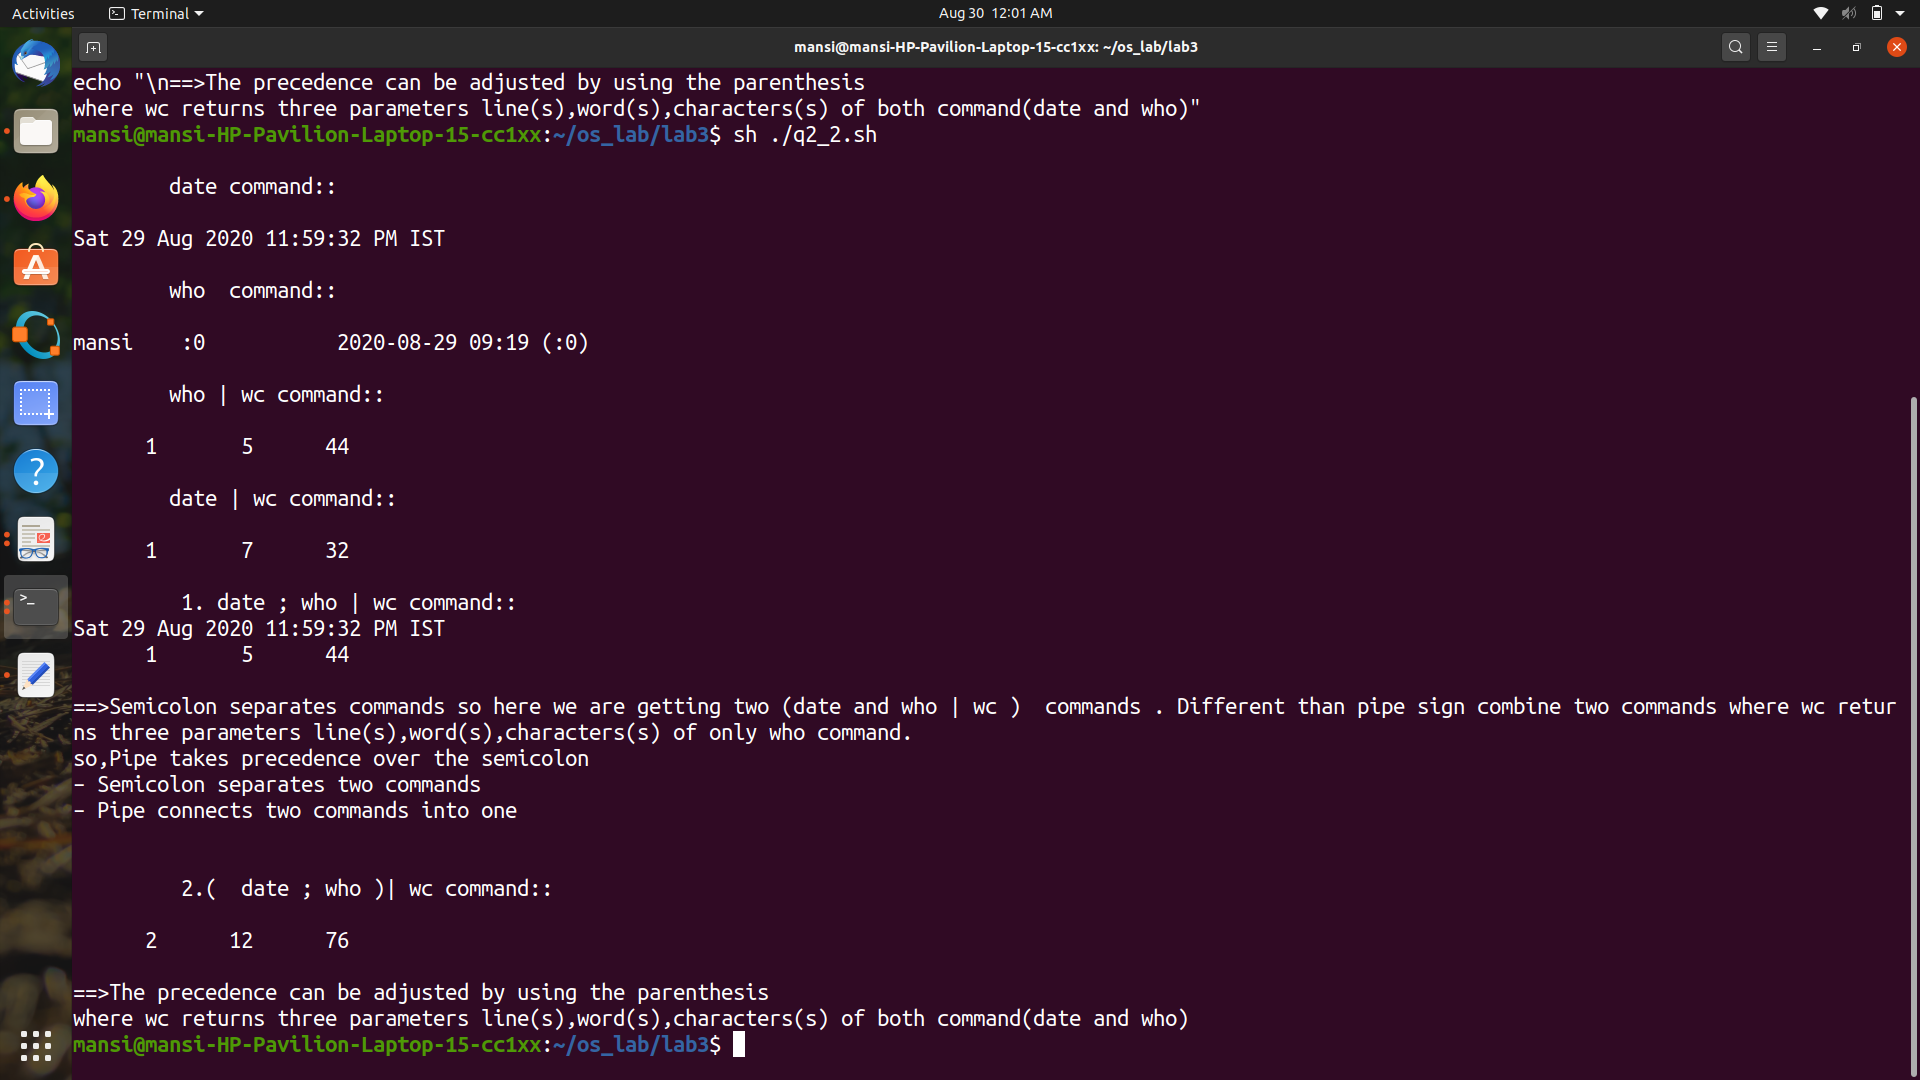 Activities
Terminal
Aug 30 12:01 AM
mansi@mansi-HP-Pavilion-Laptop-15-cc1xx: ~/os_lab/lab3
echo "\n==>The precedence can be adjusted by using the parenthesis
where wc returns three parameters line(s),word(s),characters(s) of both command(date and who)"
mansi@mansi-HP-Pavilion-Laptop-15-cc1xx:~/os_lab/lab3$ sh ./q2_2.sh
date command::
Sat 29 Aug 2020 11:59:32 PM IST
who  command::
mansi    :0           2020-08-29 09:19 (:0)
who | wc command::
1       5      44
date | wc command::
1       7      32
1. date ; who | wc command::
Sat 29 Aug 2020 11:59:32 PM IST
1       5      44
==>Semicolon separates commands so here we are getting two (date and who | wc )  commands . Different than pipe sign combine two commands where wc retur
ns three parameters line(s),word(s),characters(s) of only who command.
so,Pipe takes precedence over the semicolon
- Semicolon separates two commands
- Pipe connects two commands into one
2.(  date ; who )| wc command::
2      12      76
==>The precedence can be adjusted by using the parenthesis
where wc returns three parameters line(s),word(s),characters(s) of both command(date and who)
mansi@mansi-HP-Pavilion-Laptop-15-cc1xx:~/os_lab/lab3$